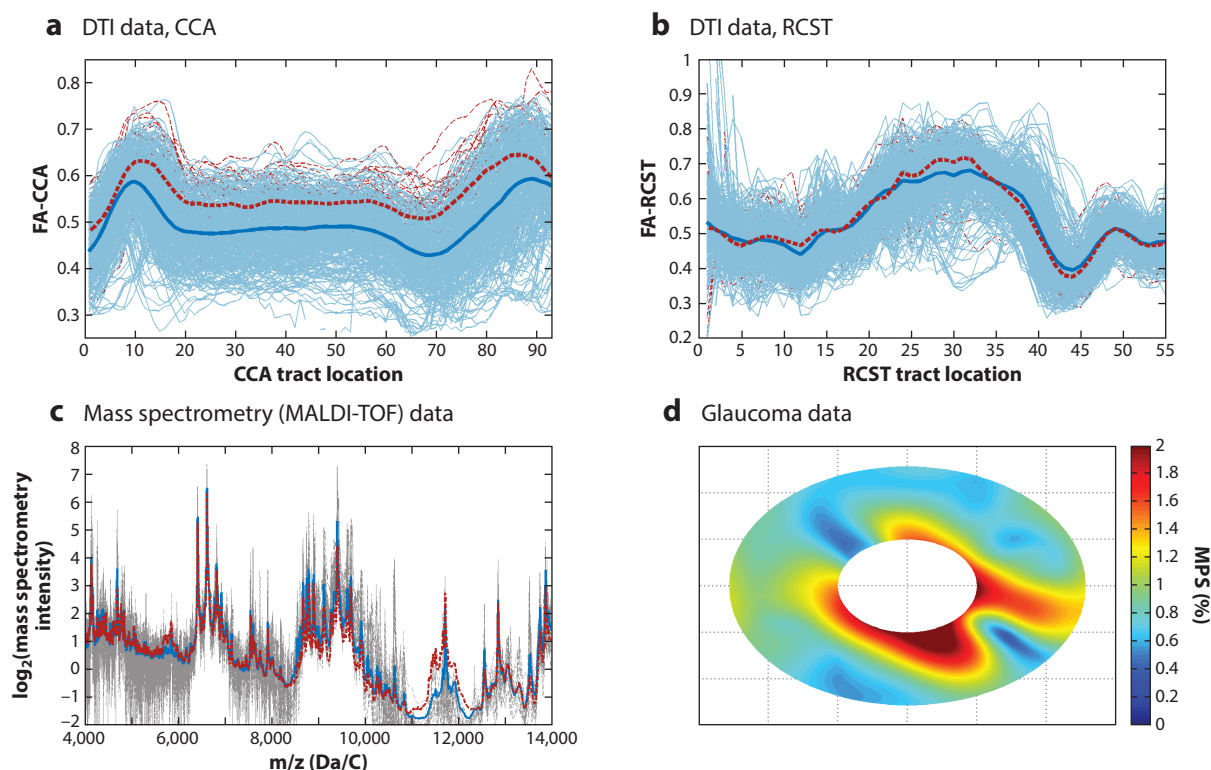 a DTI data, CCA
0.8
0.7
0.6
0.5
0.4
0.3
FA-CCA
0 10 20 30 40 50 60 70 80 90
CCA tract location
b DTI data, RCST
1
0.9
0.8
0.7
0.6
0.5
0.4
0.3
0.2
FA-RCST
0 5 10 15 20 25 30 35 40 45 50 55
RCST tract location
c Mass spectrometry (MALDI-TOF) data
8
7
6
5
4
3
2
1
0
−1
−2
log2(mass spectrometry
intensity)
4,000 6,000 8,000 10,000 12,000 14,000
m/z (Da/C)
d Glaucoma data
2
1.8
1.6
1.4
1.2
1
0.8
0.6
0.4
0.2
0
MPS (%)